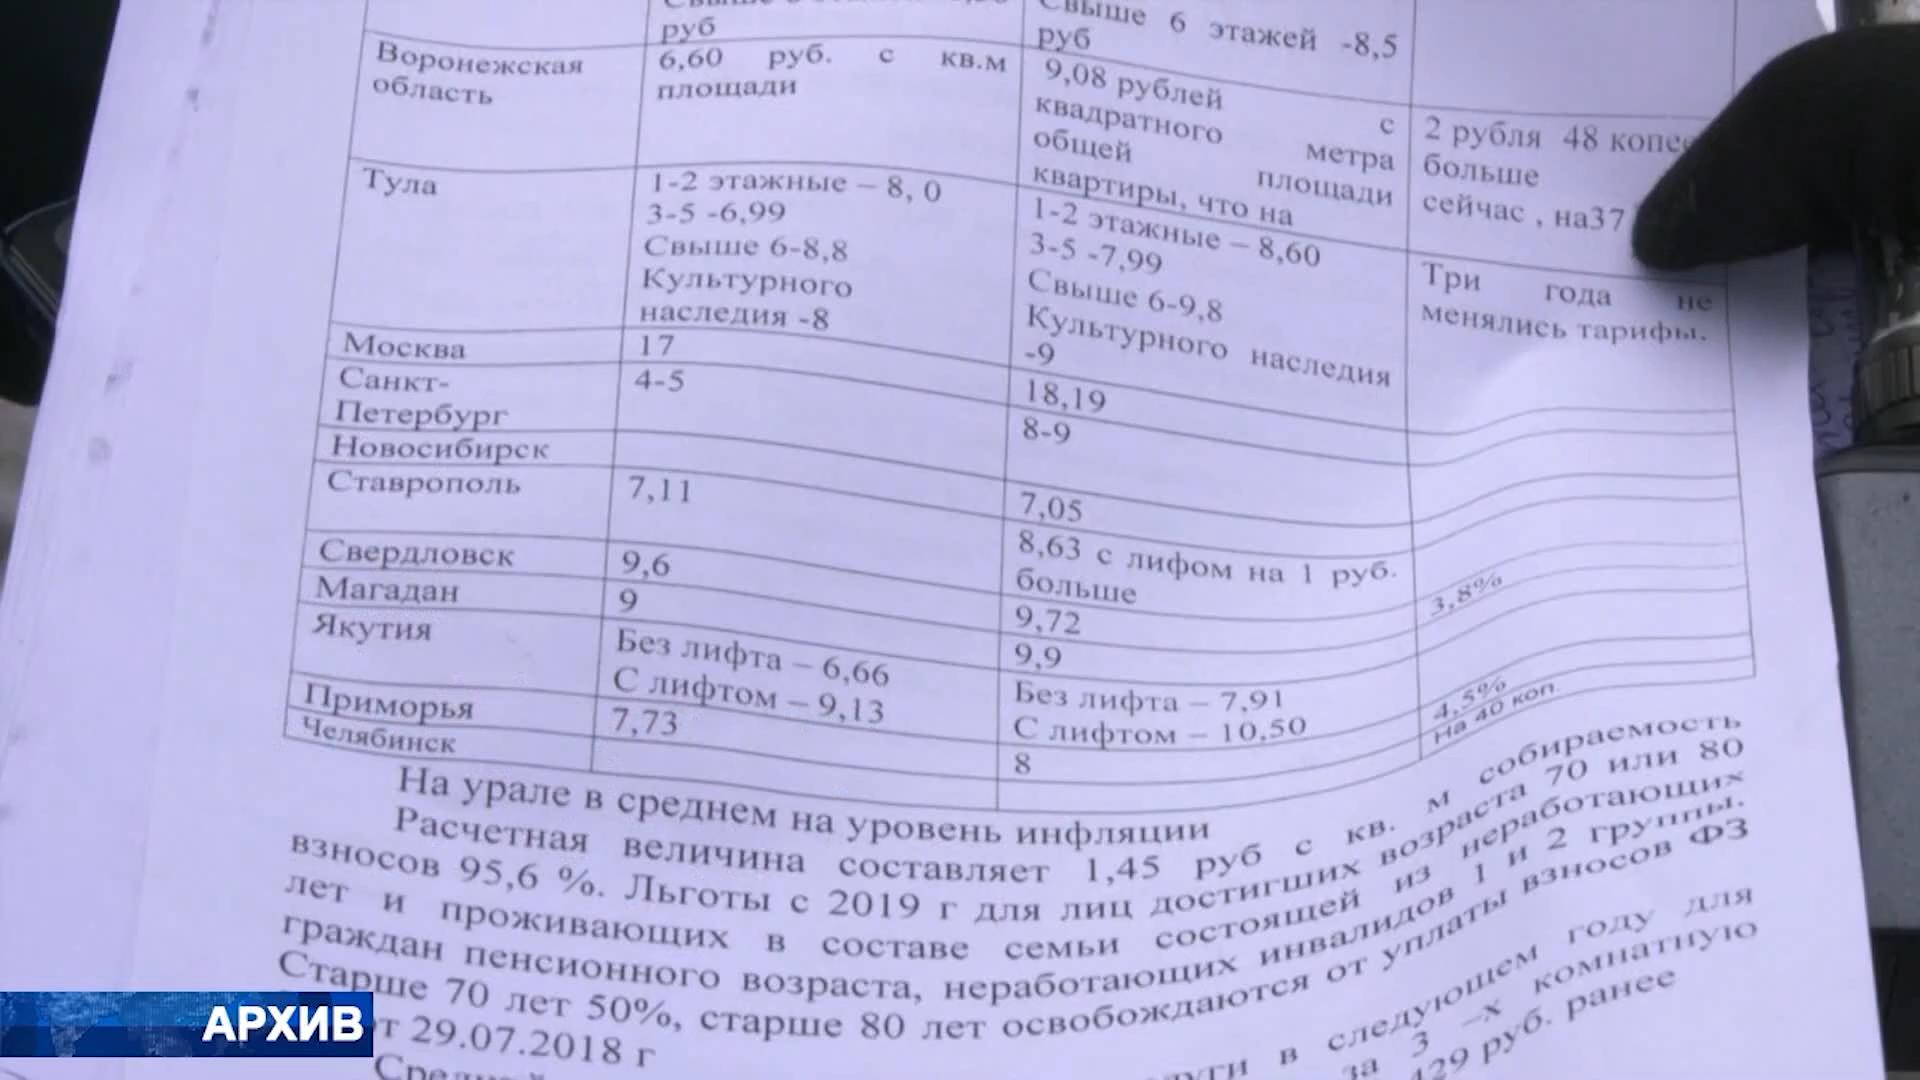 руб
Свыше 6 этажей -8,5
руб
Воронежская
область
6,60 руб. с кв.м
площади
9,08 рублей с
квадратного метра
общей площади
квартиры, что на
2 рубля 48
больше
сейчас , на37
Тула
1-2 этажные – 8, 0
3-5 -6,99
Свыше 6-8,8
Культурного
наследия -8
1-2 этажные – 8,60
3-5 -7,99
Свыше 6-9,8
Культурного наследия
-9
Три года не
менялись тарифы.
Москва
17
18,19
Санкт-
Петербург
4-5
8-9
Новосибирск
7,05
Ставрополь
7,11
8,63 с лифом на 1 руб.
больше
Свердловск
9,6
9,72
3,8%
Магадан
9
9,9
Якутия
Без лифта – 6,66
С лифтом – 9,13
Без лифта – 7,91
С лифтом – 10,50
4,5%
Приморья
7,73
8
На 40 коп.
Челябинск
На урале в среднем на уровень инфляции
Расчетная величина составляет 1,45 руб с кв. м собираемость
взносов 95,6 %. Льготы с 2019 г для лиц достигших возраста 70 или 80
лет и проживающих в составе семьи состоящей из неработающих
граждан пенсионного возраста, неработающих инвалидов 1 и 2 группы.
Старше 70 лет 50%, старше 80 лет освобождаются от уплаты взносов ФЗ
от 29.07.2018 г
в следующем году для
за 3 –х комнатную
руб. ранее
АРХИВ